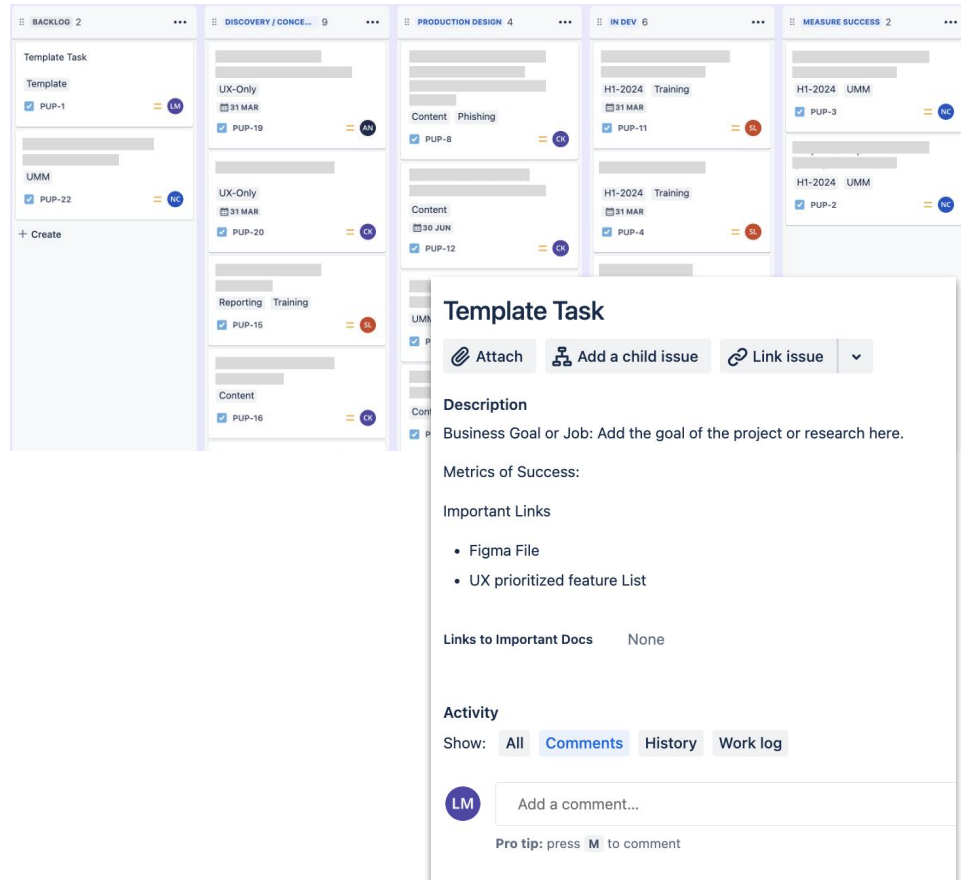 BACKLOG 2
Template Task
Template
PUP-1
LM
UMM
PUP-22
NC
+ Create
DISCOVERY / CONCE... 9
UX-Only
31 MAR
PUP-19
AN
UX-Only
31 MAR
PUP-20
CK
Reporting Training
PUP-15
SL
Content
PUP-16
CK
PRODUCTION DESIGN 4
Content Phishing
PUP-8
CK
Content
30 JUN
PUP-12
CK
UMM
P
Cont
P
IN DEV 6
H1-2024 Training
31 MAR
PUP-11
SL
H1-2024 Training
31 MAR
PUP-4
SL
MEASURE SUCCESS 2
H1-2024 UMM
PUP-3
NC
H1-2024 UMM
PUP-2
NC
Template Task
Attach Add a child issue Link issue
Description
Business Goal or Job: Add the goal of the project or research here.
Metrics of Success:
Important Links
• Figma File
• UX prioritized feature List
Links to Important Docs None
Activity
Show: All Comments History Work log
LM Add a comment...
Pro tip: press M to comment